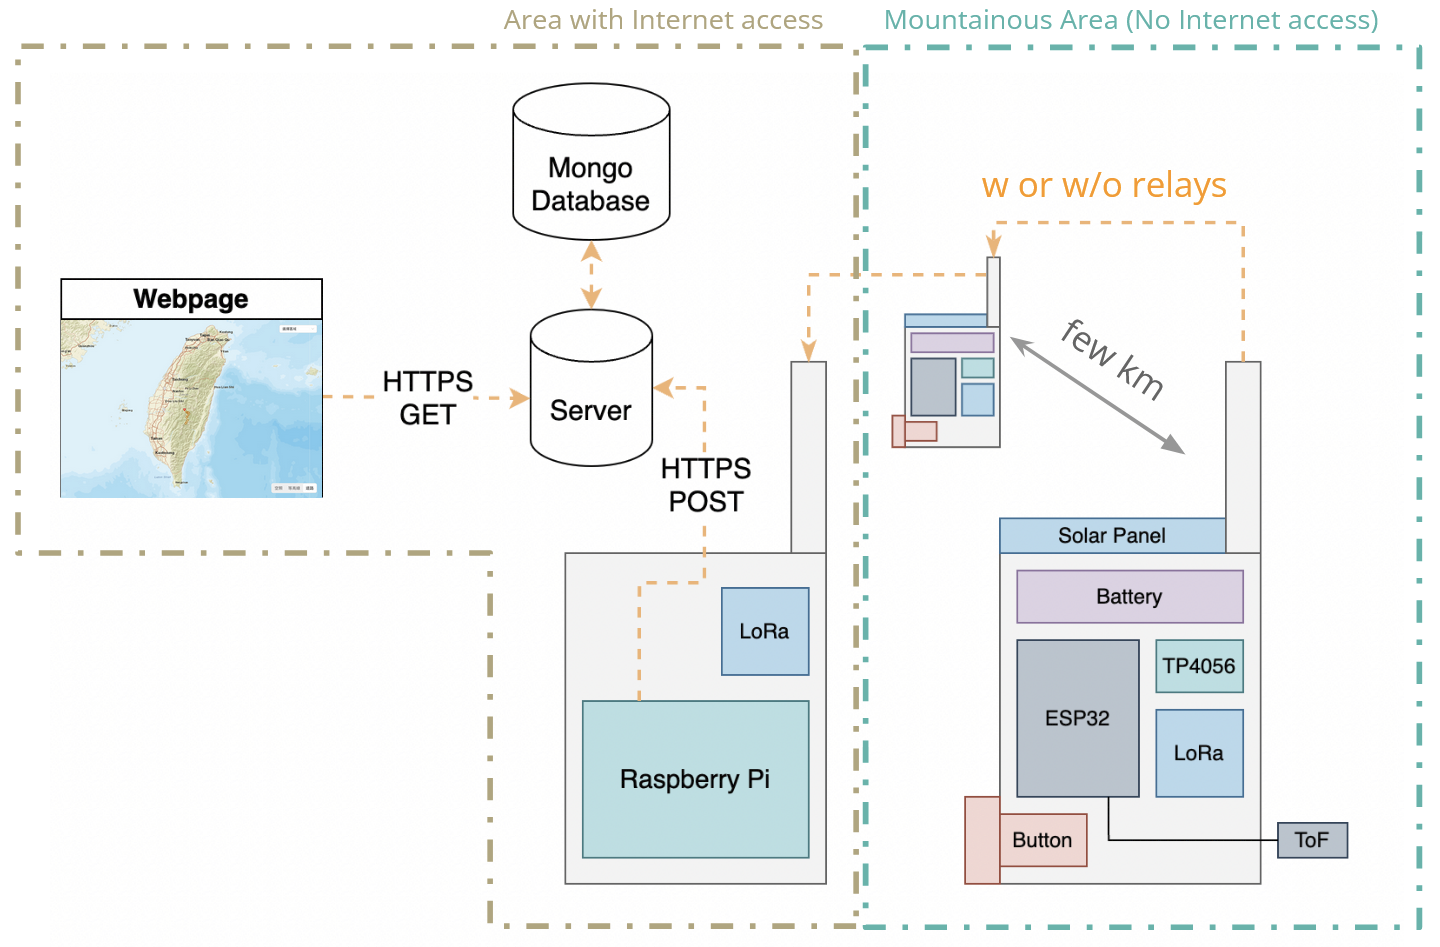 Area with Internet access
Mountainous Area (No Internet access)
Mongo
Database
w or w/o relays
Webpage
few km
HTTPS
GET
Server
HTTPS
POST
Solar Panel
Battery
LoRa
TP4056
ESP32
LoRa
Raspberry Pi
Button
ToF